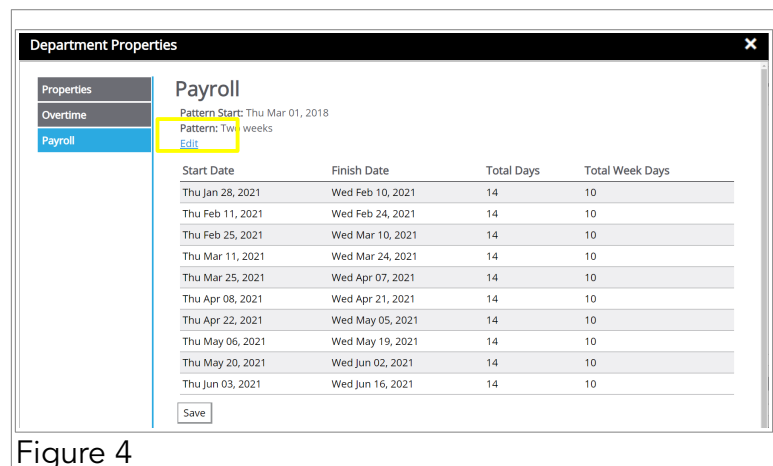 Department Properties
Properties
Overtime
Payroll
Payroll
Pattern Start: Thu Mar 01, 2018
Pattern: Two weeks
Edit
Start Date Finish Date Total Days Total Week Days
Thu Jan 28, 2021 Wed Feb 10, 2021 14 10
Thu Feb 11, 2021 Wed Feb 24, 2021 14 10
Thu Feb 25, 2021 Wed Mar 10, 2021 14 10
Thu Mar 11, 2021 Wed Mar 24, 2021 14 10
Thu Mar 25, 2021 Wed Apr 07, 2021 14 10
Thu Apr 08, 2021 Wed Apr 21, 2021 14 10
Thu Apr 22, 2021 Wed May 05, 2021 14 10
Thu May 06, 2021 Wed May 19, 2021 14 10
Thu May 20, 2021 Wed Jun 02, 2021 14 10
Thu Jun 03, 2021 Wed Jun 16, 2021 14 10
Save
Figure 4